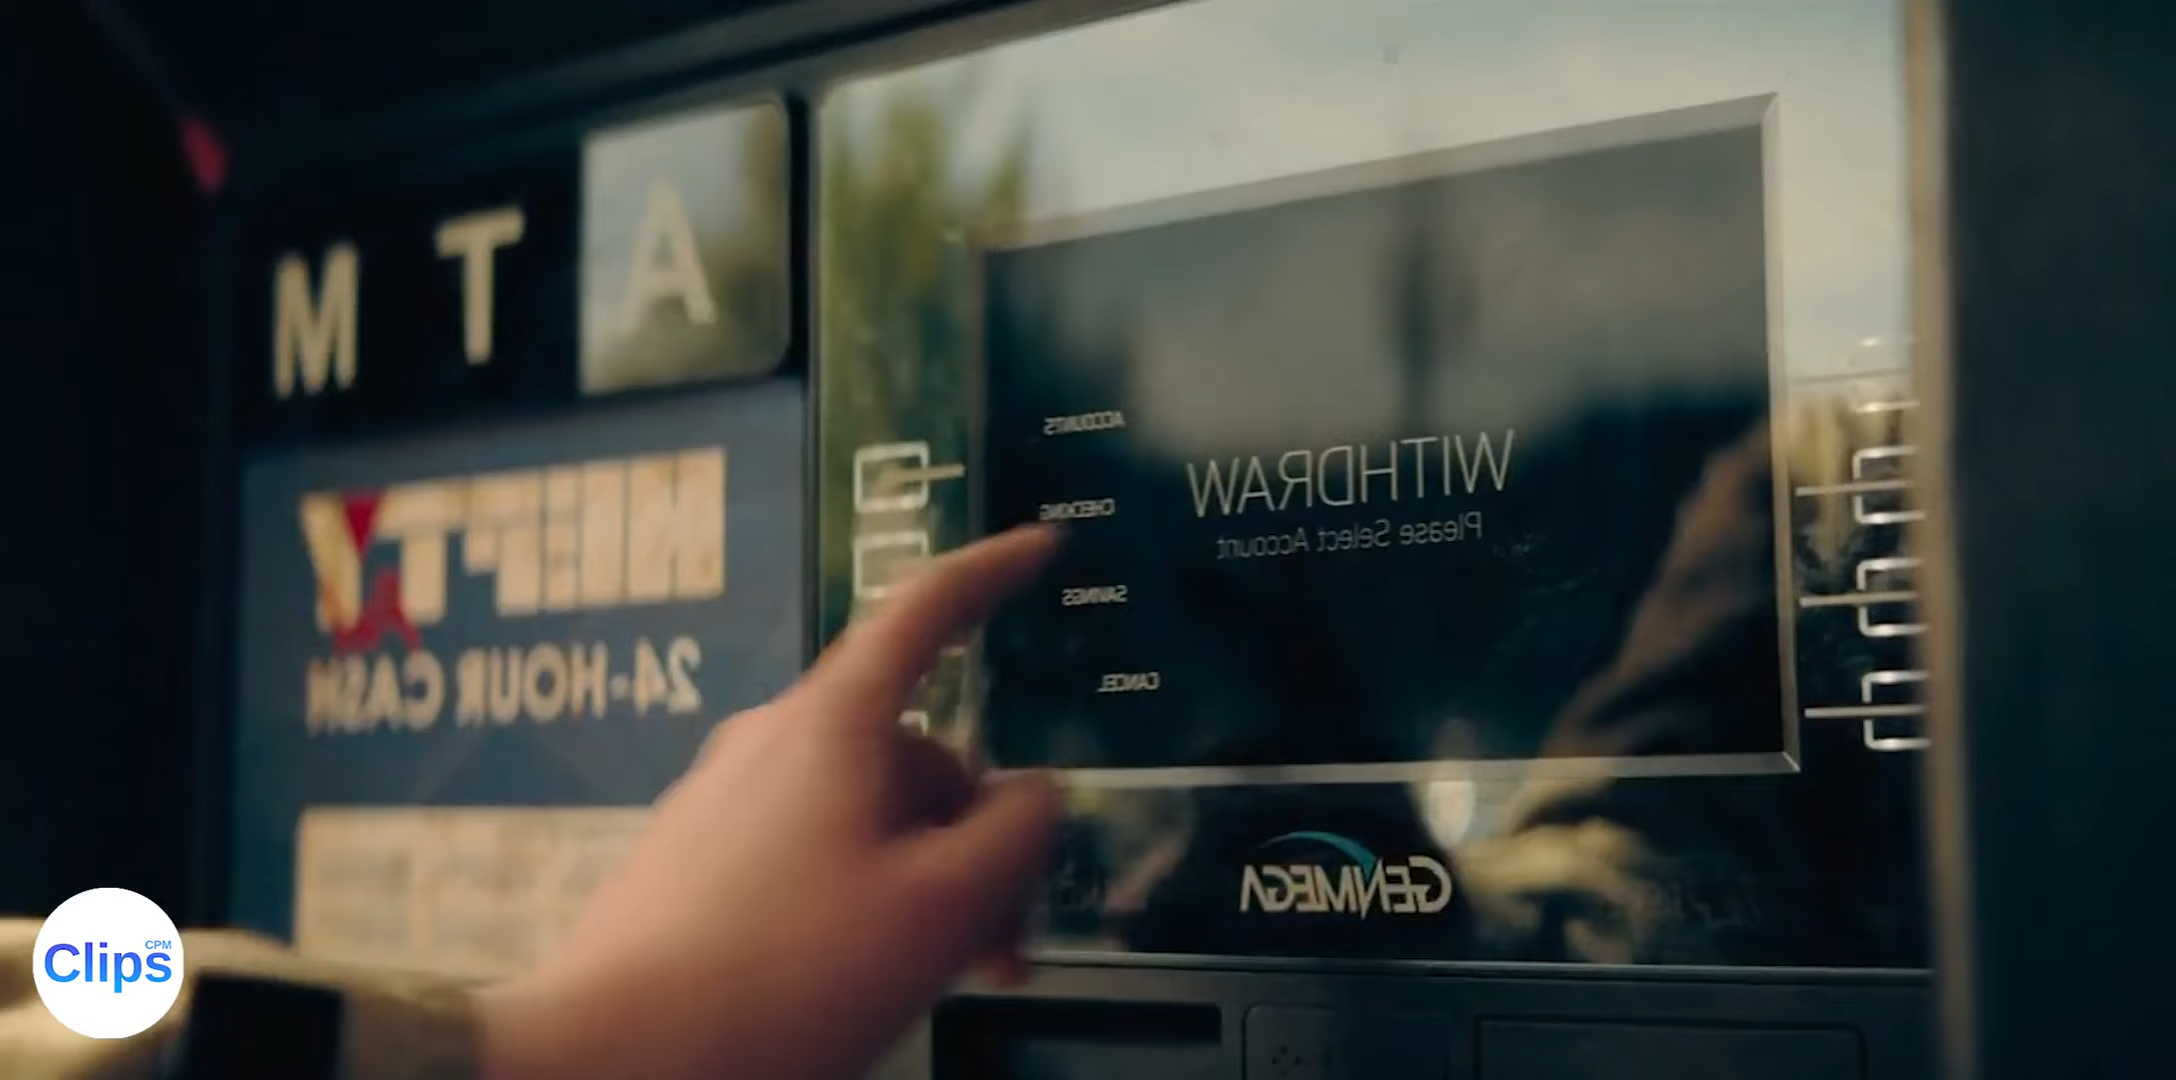 ATM
24-HOUR CASH
ACCOUNTS
CHECKING
SAVINGS
CANCEL
WITHDRAW
Please Select Account
GENMEGA
Clips
CPM